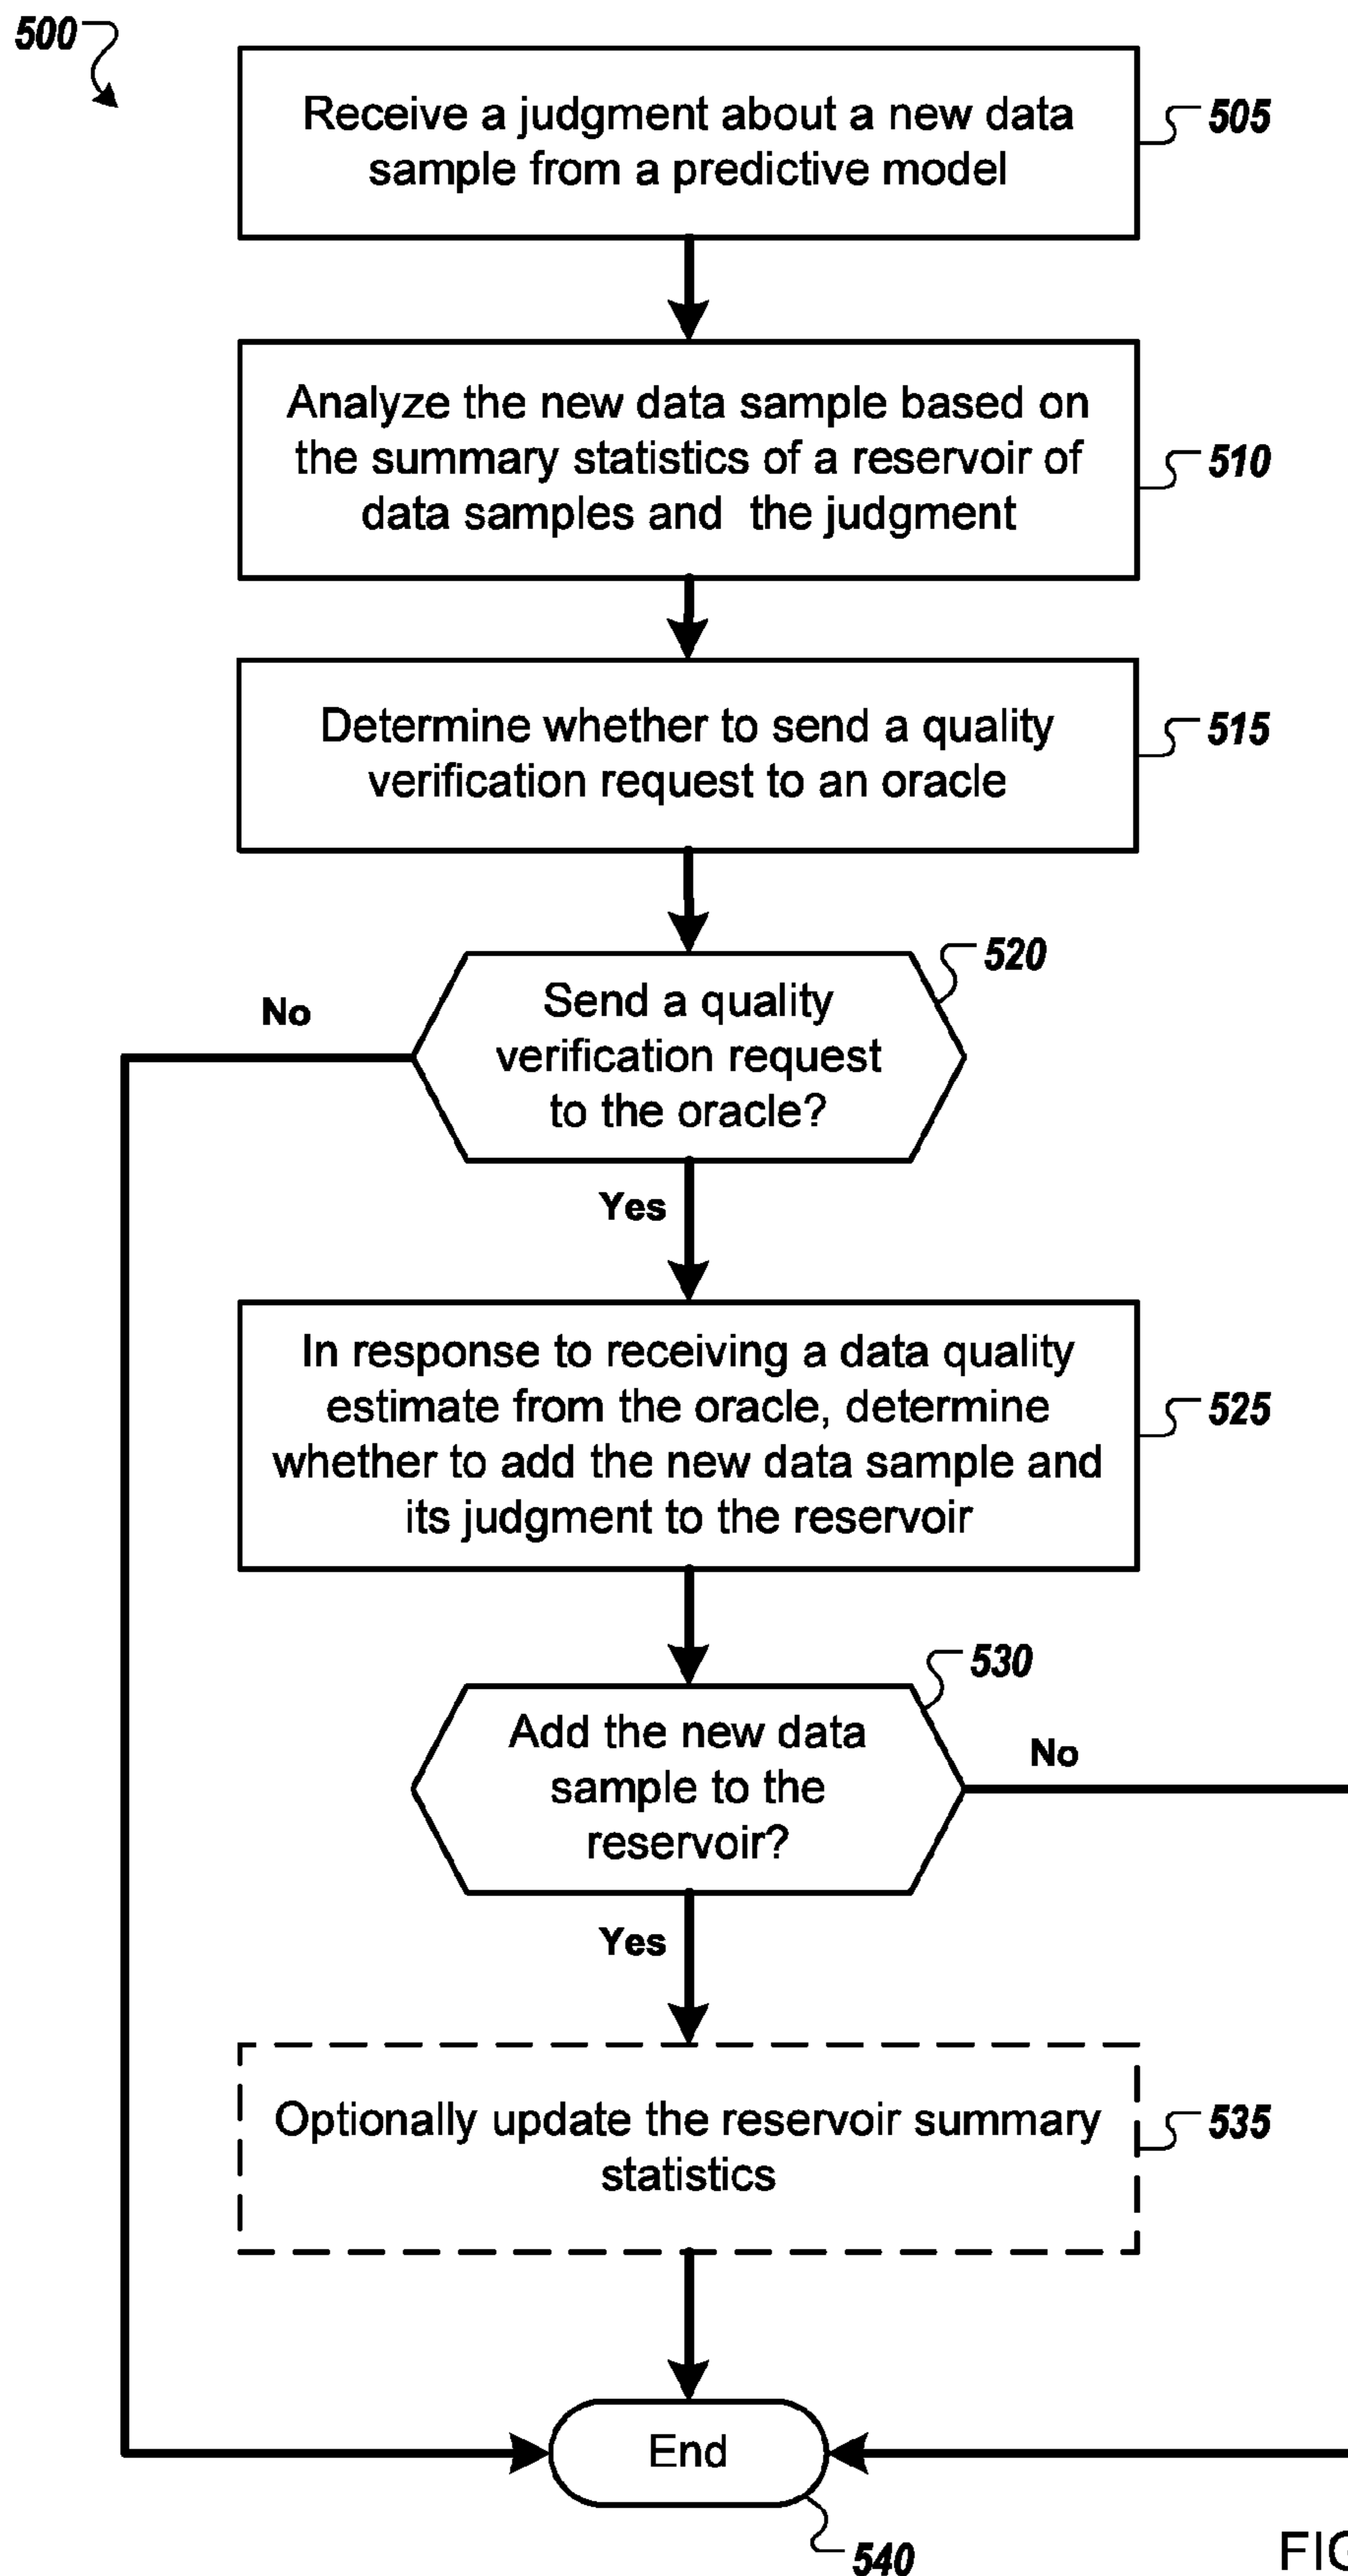 500
Receive a judgment about a new data
sample from a predictive model
505
Analyze the new data sample based on
the summary statistics of a reservoir of
data samples and the judgment
510
Determine whether to send a quality
verification request to an oracle
515
Send a quality
verification request
to the oracle?
520
No
Yes
In response to receiving a data quality
estimate from the oracle, determine
whether to add the new data sample and
its judgment to the reservoir
525
Add the new data
sample to the
reservoir?
530
No
Yes
Optionally update the reservoir summary
statistics
535
End
540
FIG